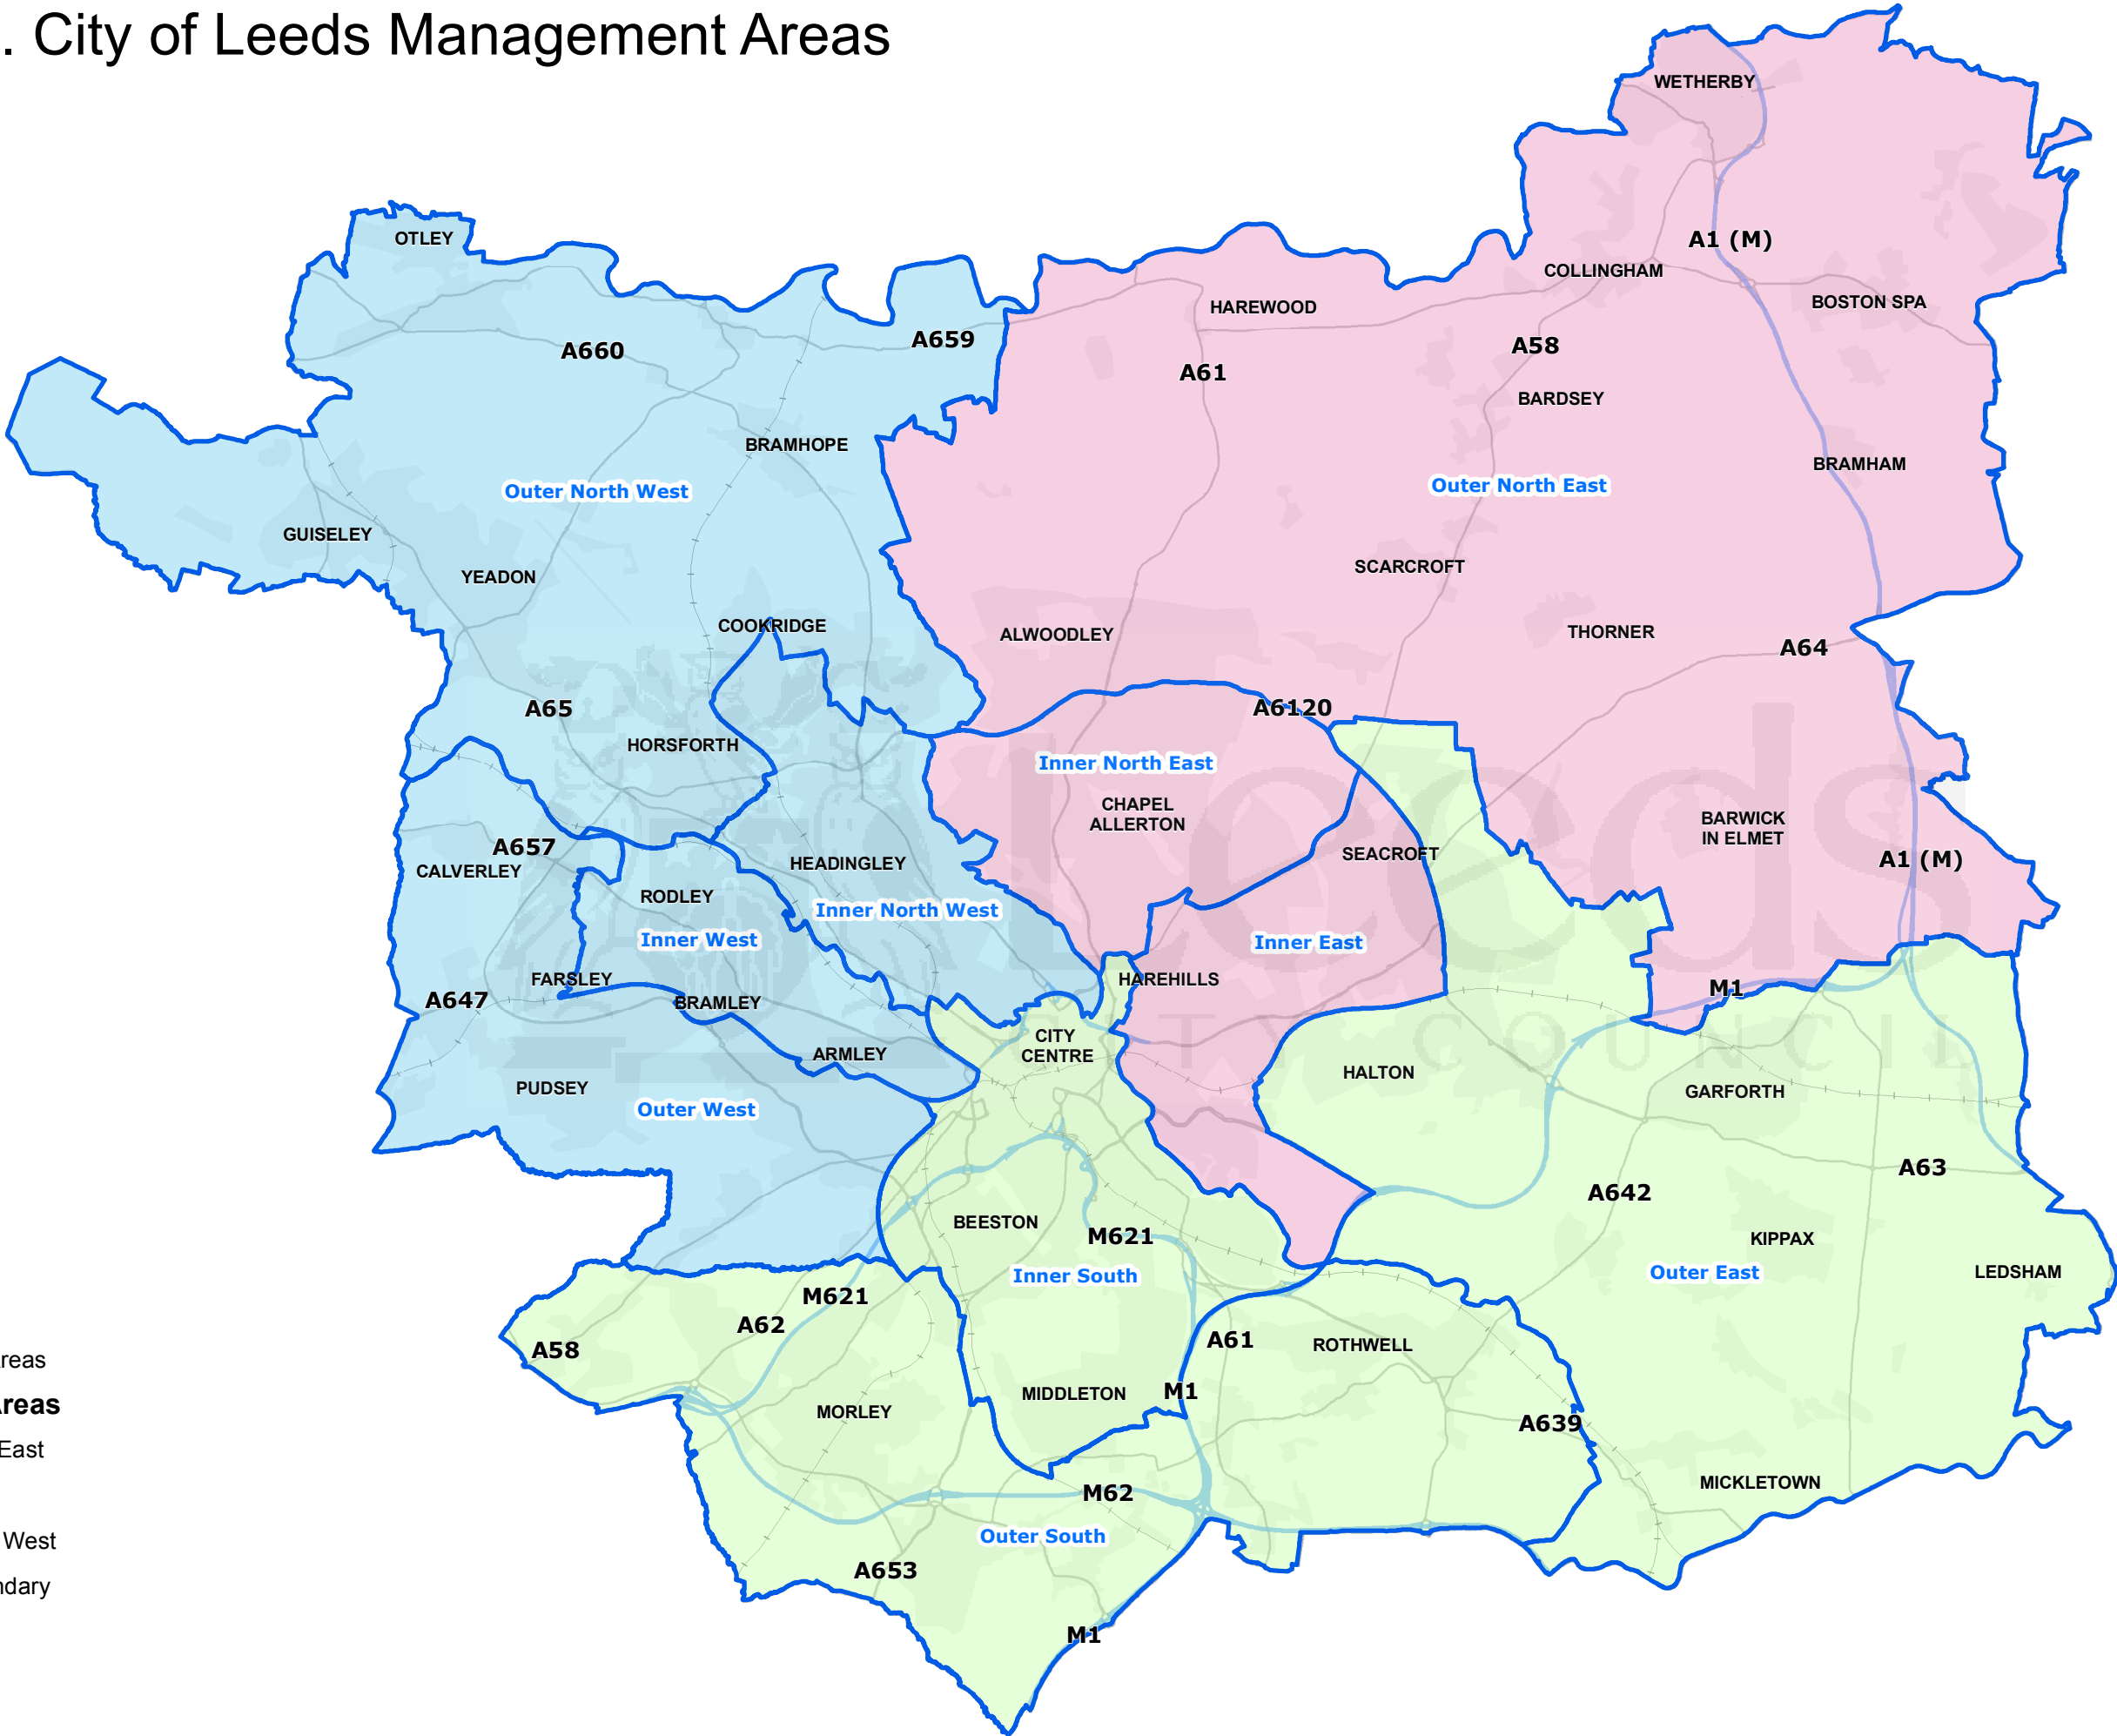 . City of Leeds Management Areas
WETHERBY
OTLEY
A1 (M)
COLLINGHAM
BOSTON SPA
HAREWOOD
A659
A660
A58
A61
BARDSEY
BRAMHOPE
BRAMHAM
Outer North West
Outer North East
GUISELEY
YEADON
SCARCROFT
COOKRIDGE
ALWOODLEY
THORNER
A64
A65
A6120
HORSFORTH
Inner North East
CHAPEL
ALLERTON
BARWICK
IN ELMET
A657
SEACROFT
A1 (M)
CALVERLEY
HEADINGLEY
RODLEY
Inner North West
Inner West
Inner East
Leeds
FARSLEY
HAREHILLS
M1
A647
BRAMLEY
CITY
CENTRE
CITY COUNCIL
ARMLEY
HALTON
PUDSEY
GARFORTH
Outer West
A63
A642
BEESTON
M621
KIPPAX
Inner South
Outer East
LEDSHAM
M621
A62
A58
A61
ROTHWELL
reas
MIDDLETON
M1
Areas
MORLEY
A639
East
MICKLETOWN
M62
Outer South
West
A653
ndary
M1